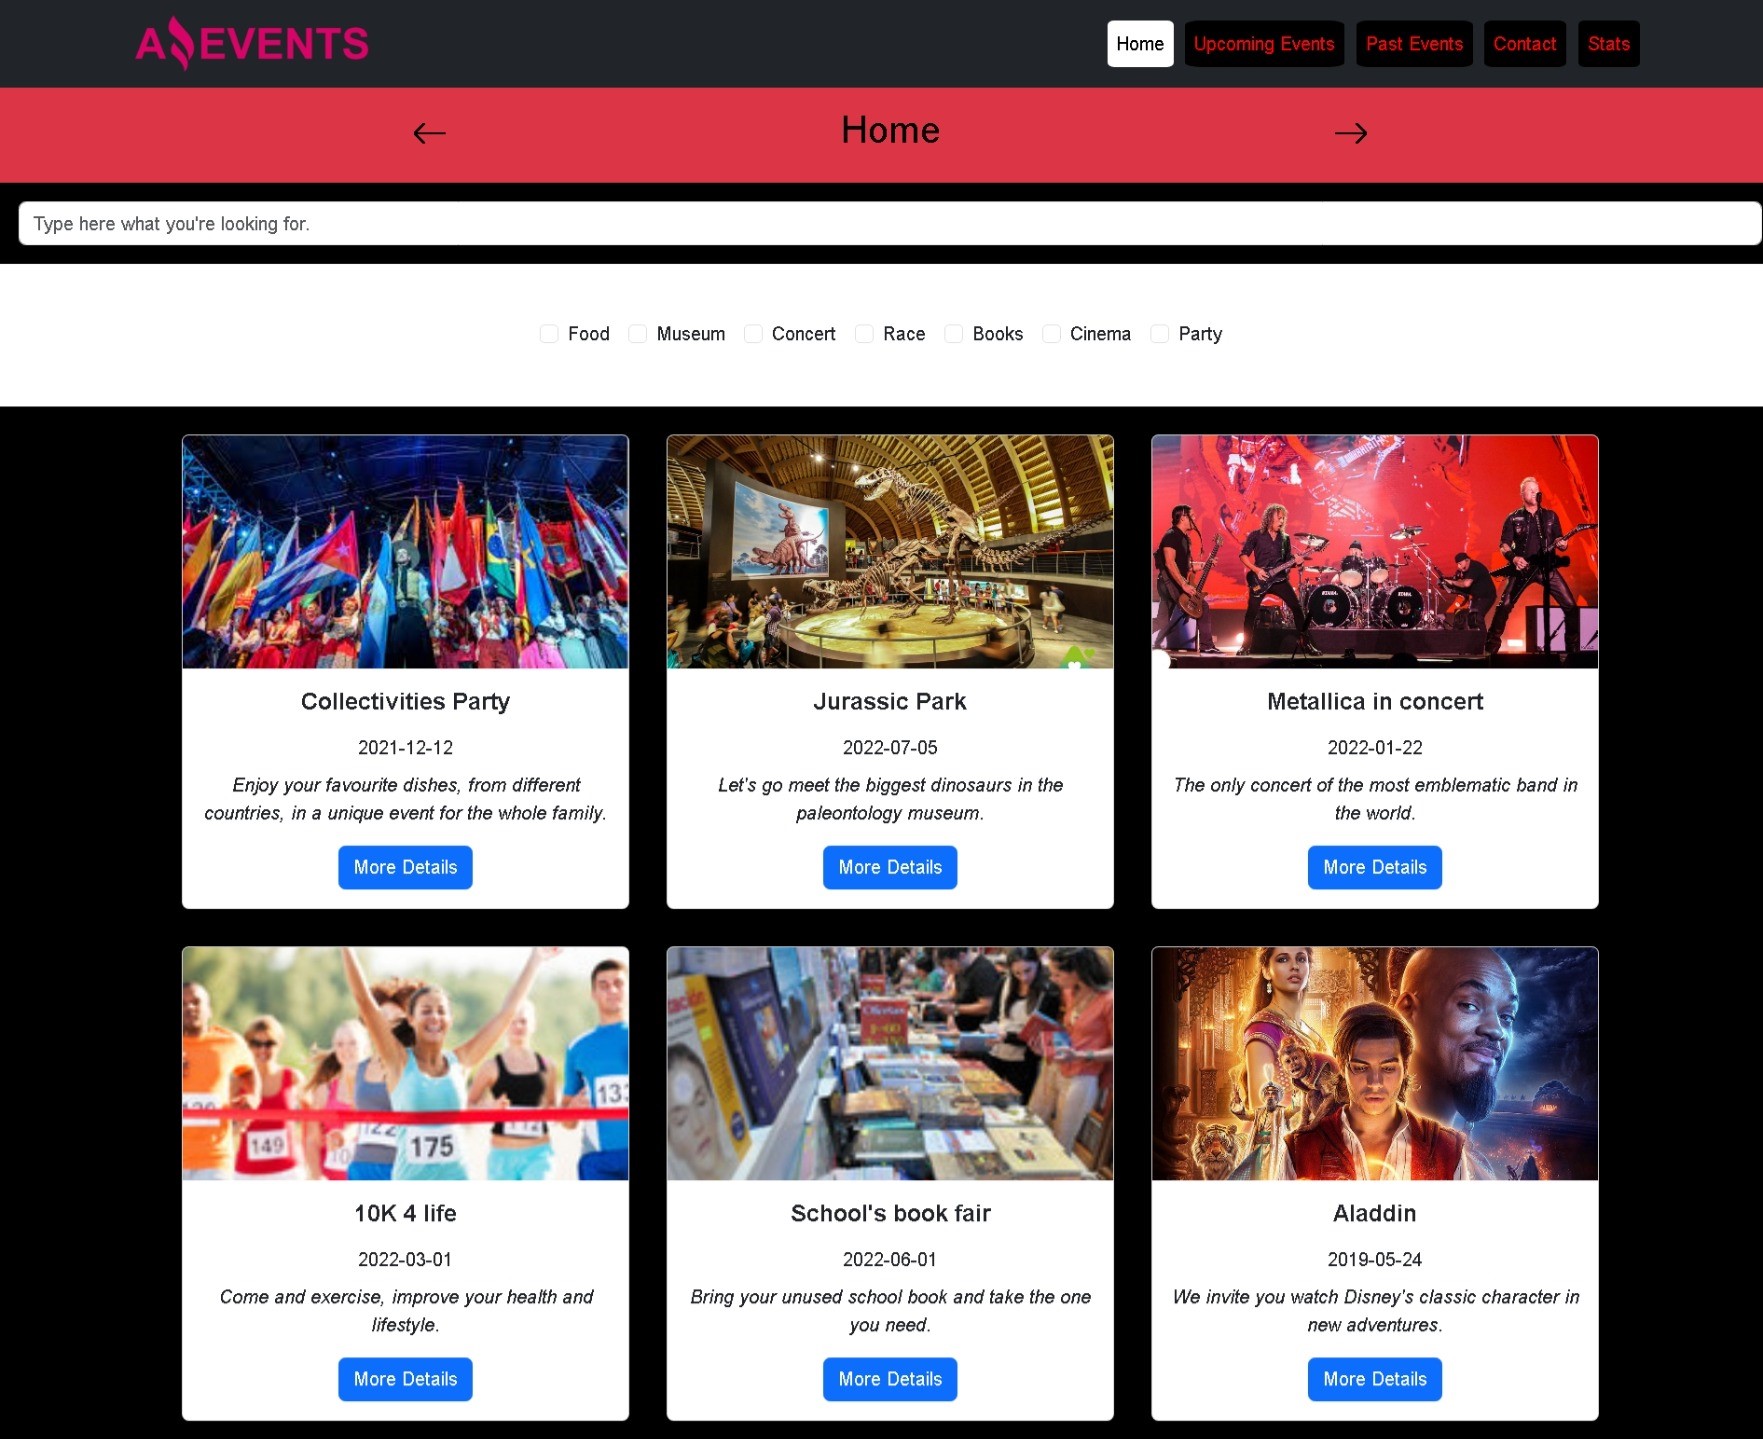 A EVENTS
Home
Upcoming Events
Past Events
Contact
Stats
Home
Type here what you're looking for.
Food
Museum
Concert
Race
Books
Cinema
Party
Collectivities Party
2021-12-12
Enjoy your favourite dishes, from different
countries, in a unique event for the whole family.
More Details
Jurassic Park
2022-07-05
Let's go meet the biggest dinosaurs in the
paleontology museum.
More Details
Metallica in concert
2022-01-22
The only concert of the most emblematic band in
the world.
More Details
149
175
10K 4 life
2022-03-01
Come and exercise, improve your health and
lifestyle.
More Details
School's book fair
2022-06-01
Bring your unused school book and take the one
you need.
More Details
Aladdin
2019-05-24
We invite you watch Disney's classic character in
new adventures.
More Details